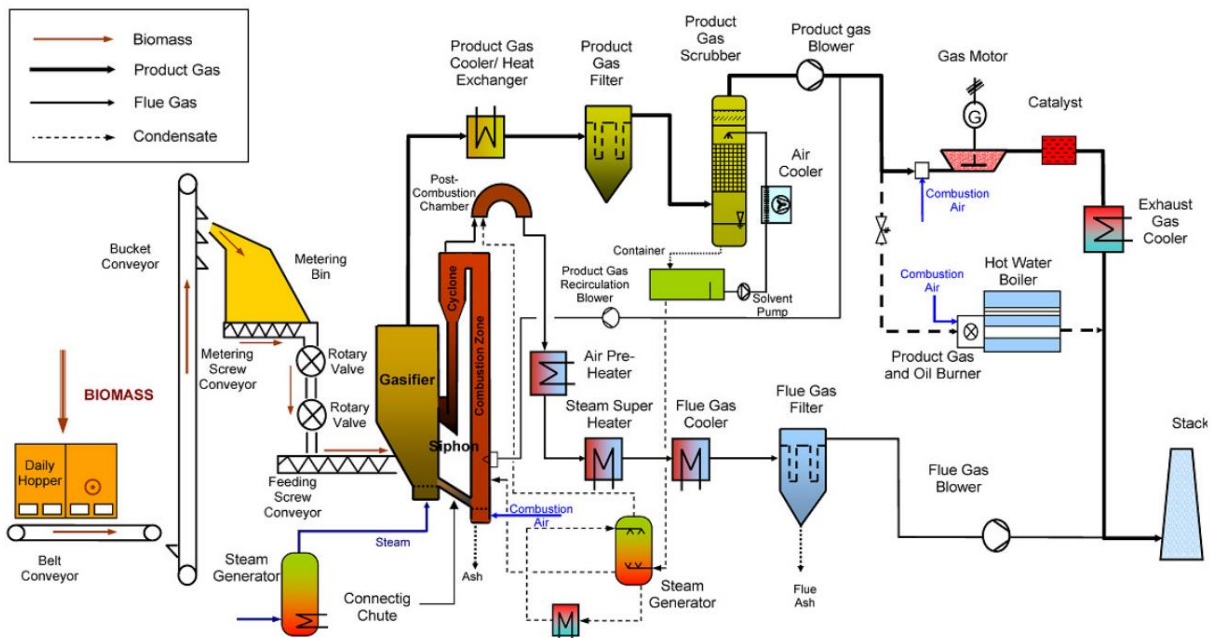 Biomass
Product Gas
Flue Gas
Condensate
Product Gas
Cooler/ Heat
Exchanger
Product
Gas
Filter
Product
Gas
Scrubber
Product gas
Blower
Gas Motor
G
Catalyst
Post-
Combustion
Chamber
Air
Cooler
Combustion
Air
Exhaust
Gas
Cooler
Bucket
Conveyor
Metering
Bin
Container
Product Gas
Recirculation
Blower
Solvent
Pump
Combustion
Air
Hot Water
Boiler
Cyclone
Combustion Zone
Metering
Screw
Conveyor
Rotary
Valve
Rotary
Valve
Gasifier
Siphon
Air Pre-
Heater
Product Gas
and Oil Burner
BIOMASS
Steam Super
Heater
Flue Gas
Cooler
Flue Gas
Filter
Stack
Daily
Hopper
Feeding
Screw
Conveyor
Flue Gas
Blower
Combustion
Air
Steam
Belt
Conveyor
Steam
Generator
Ash
Connectig
Chute
Steam
Generator
Flue
Ash